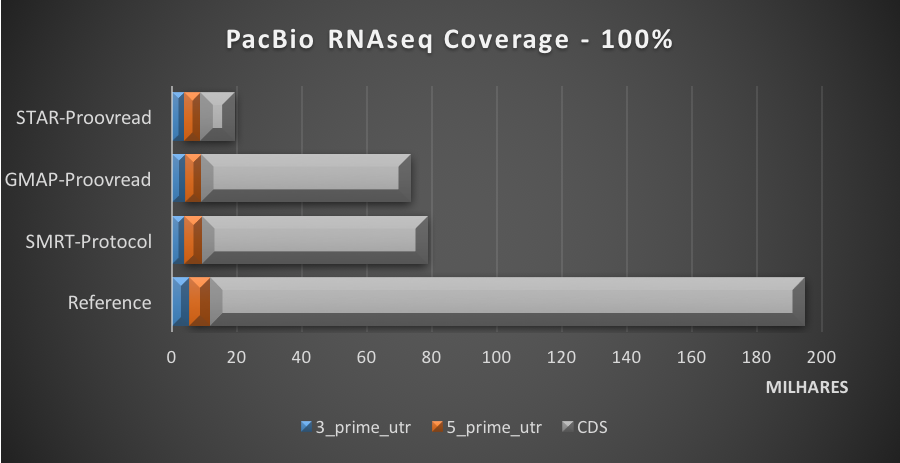 PacBio RNAseq Coverage - 100%
STAR-Proovread
GMAP-Proovread
SMRT-Protocol
Reference
0 20 40 60 80 100 120 140 160 180 200
MILHARES
3_prime_utr 5_prime_utr CDS